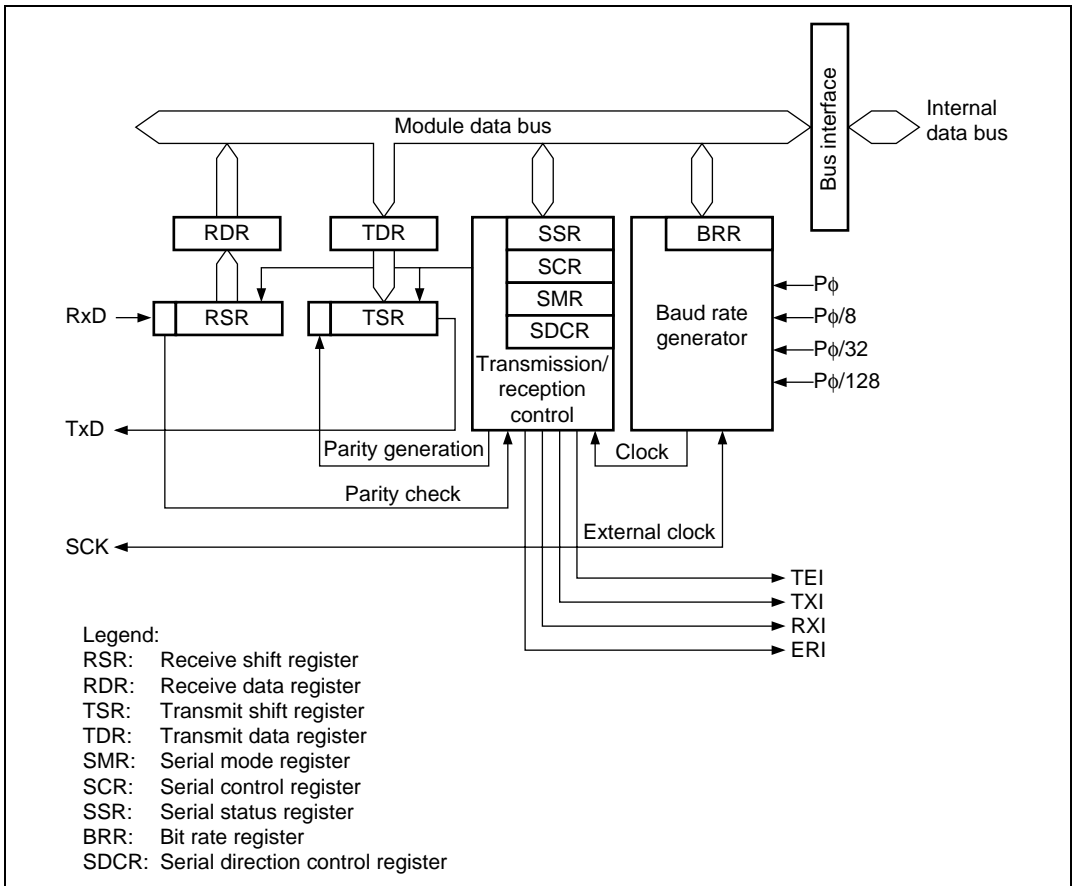 Bus interface
Internal
data bus
Module data bus
RDR
TDR
SSR
BRR
SCR
SMR
SDCR
RxD
RSR
TSR
Baud rate
generator
Pϕ
Pϕ/8
Pϕ/32
Pϕ/128
Transmission/
reception
control
TxD
Parity generation
Clock
Parity check
External clock
SCK
TEI
TXI
RXI
ERI
Legend:
RSR: Receive shift register
RDR: Receive data register
TSR: Transmit shift register
TDR: Transmit data register
SMR: Serial mode register
SCR: Serial control register
SSR: Serial status register
BRR: Bit rate register
SDCR: Serial direction control register